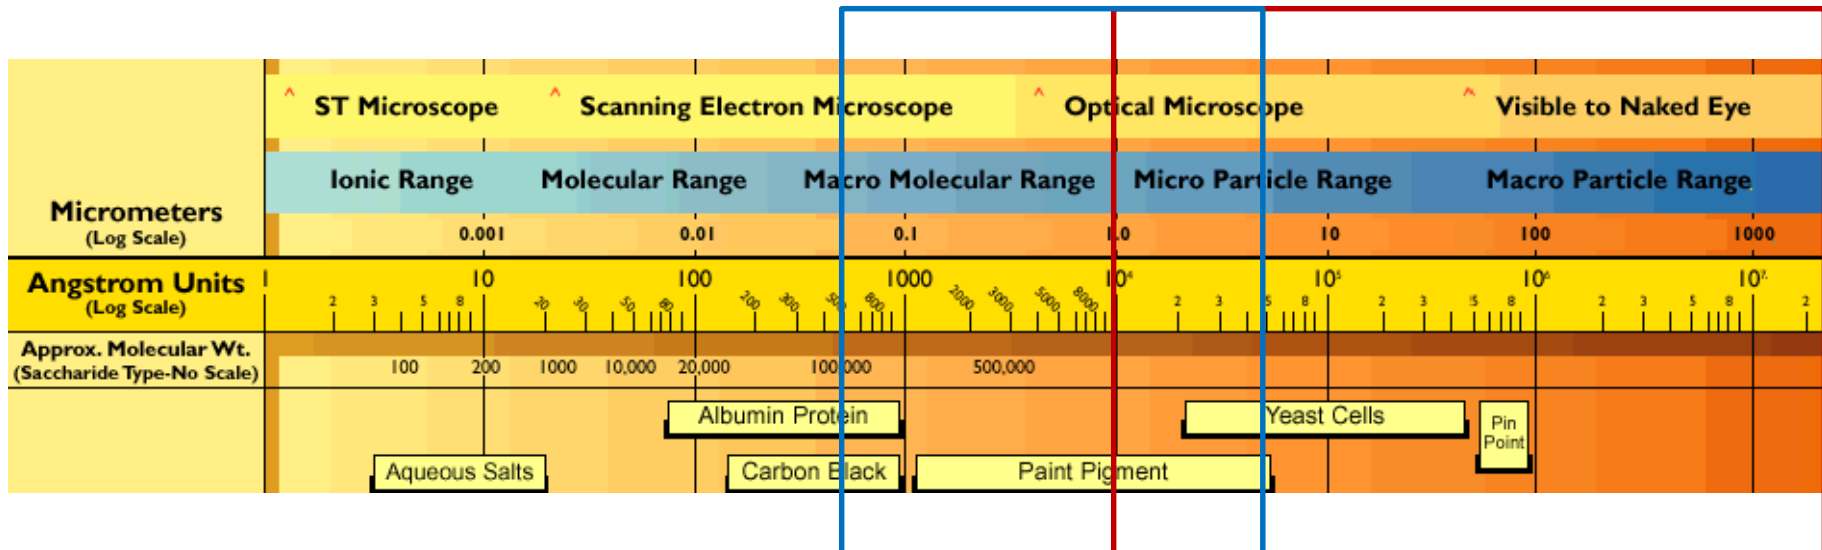 ST Microscope Scanning Electron Microscope Optical Microscope Visible to Naked Eye
Ionic Range Molecular Range Macro Molecular Range Micro Particle Range Macro Particle Range
Micrometers
(Log Scale) 0.001 0.01 0.1 1.0 10 100 1000
Angstrom Units 1 10 100 1000 10⁴ 10⁵ 10⁶ 10⁷
(Log Scale) 2 3 5 8 20 30 50 80 200 300 500 800 2000 3000 5000 8000 2 3 5 8 2 3 5 8 2 3 5 8 2
Approx. Molecular Wt.
(Saccharide Type-No Scale) 100 200 1000 10,000 20,000 100,000 500,000
Albumin Protein Yeast Cells Pin
Point
Aqueous Salts Carbon Black Paint Pigment